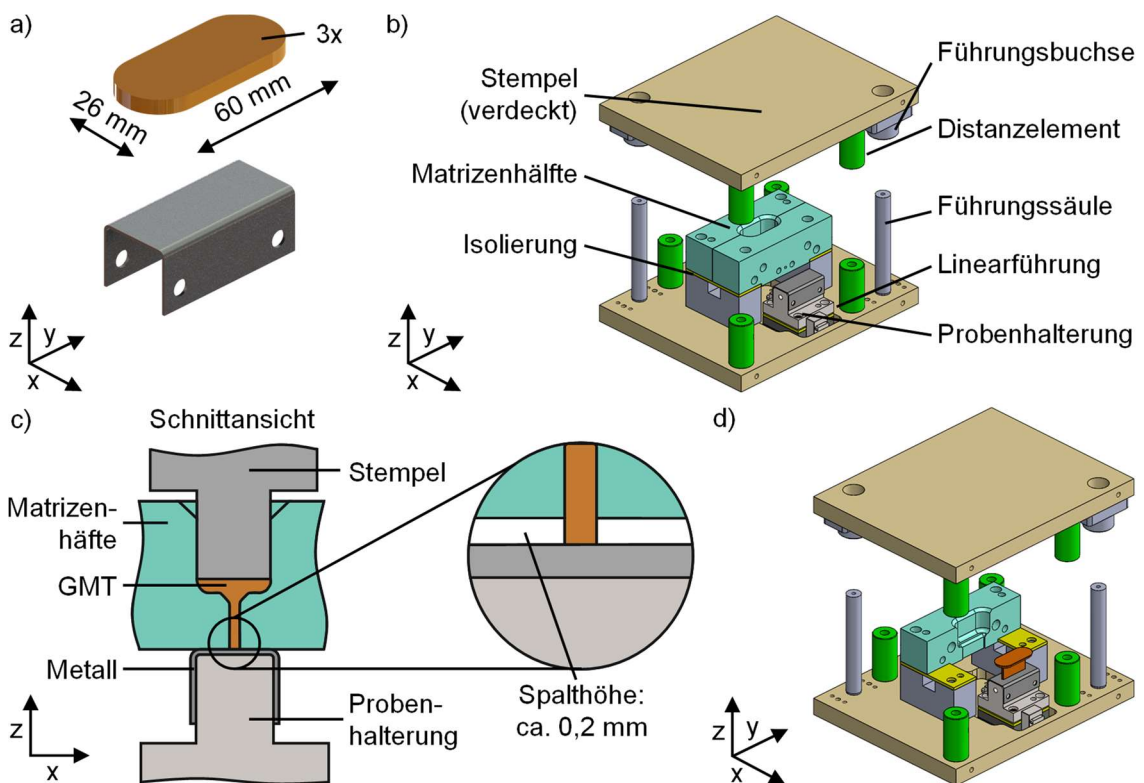 a)
3x
26 mm
60 mm
z
y
x
b)
Stempel
(verdeckt)
Matrizenhälfte
Isolierung
Führungsbuchse
Distanzelement
Führungssäule
Linearführung
Probenhalterung
z
y
x
c)
Schnittansicht
Stempel
Matrizen-
häfte
GMT
Metall
Proben-
halterung
Spalthöhe:
ca. 0,2 mm
z
x
d)
z
y
x